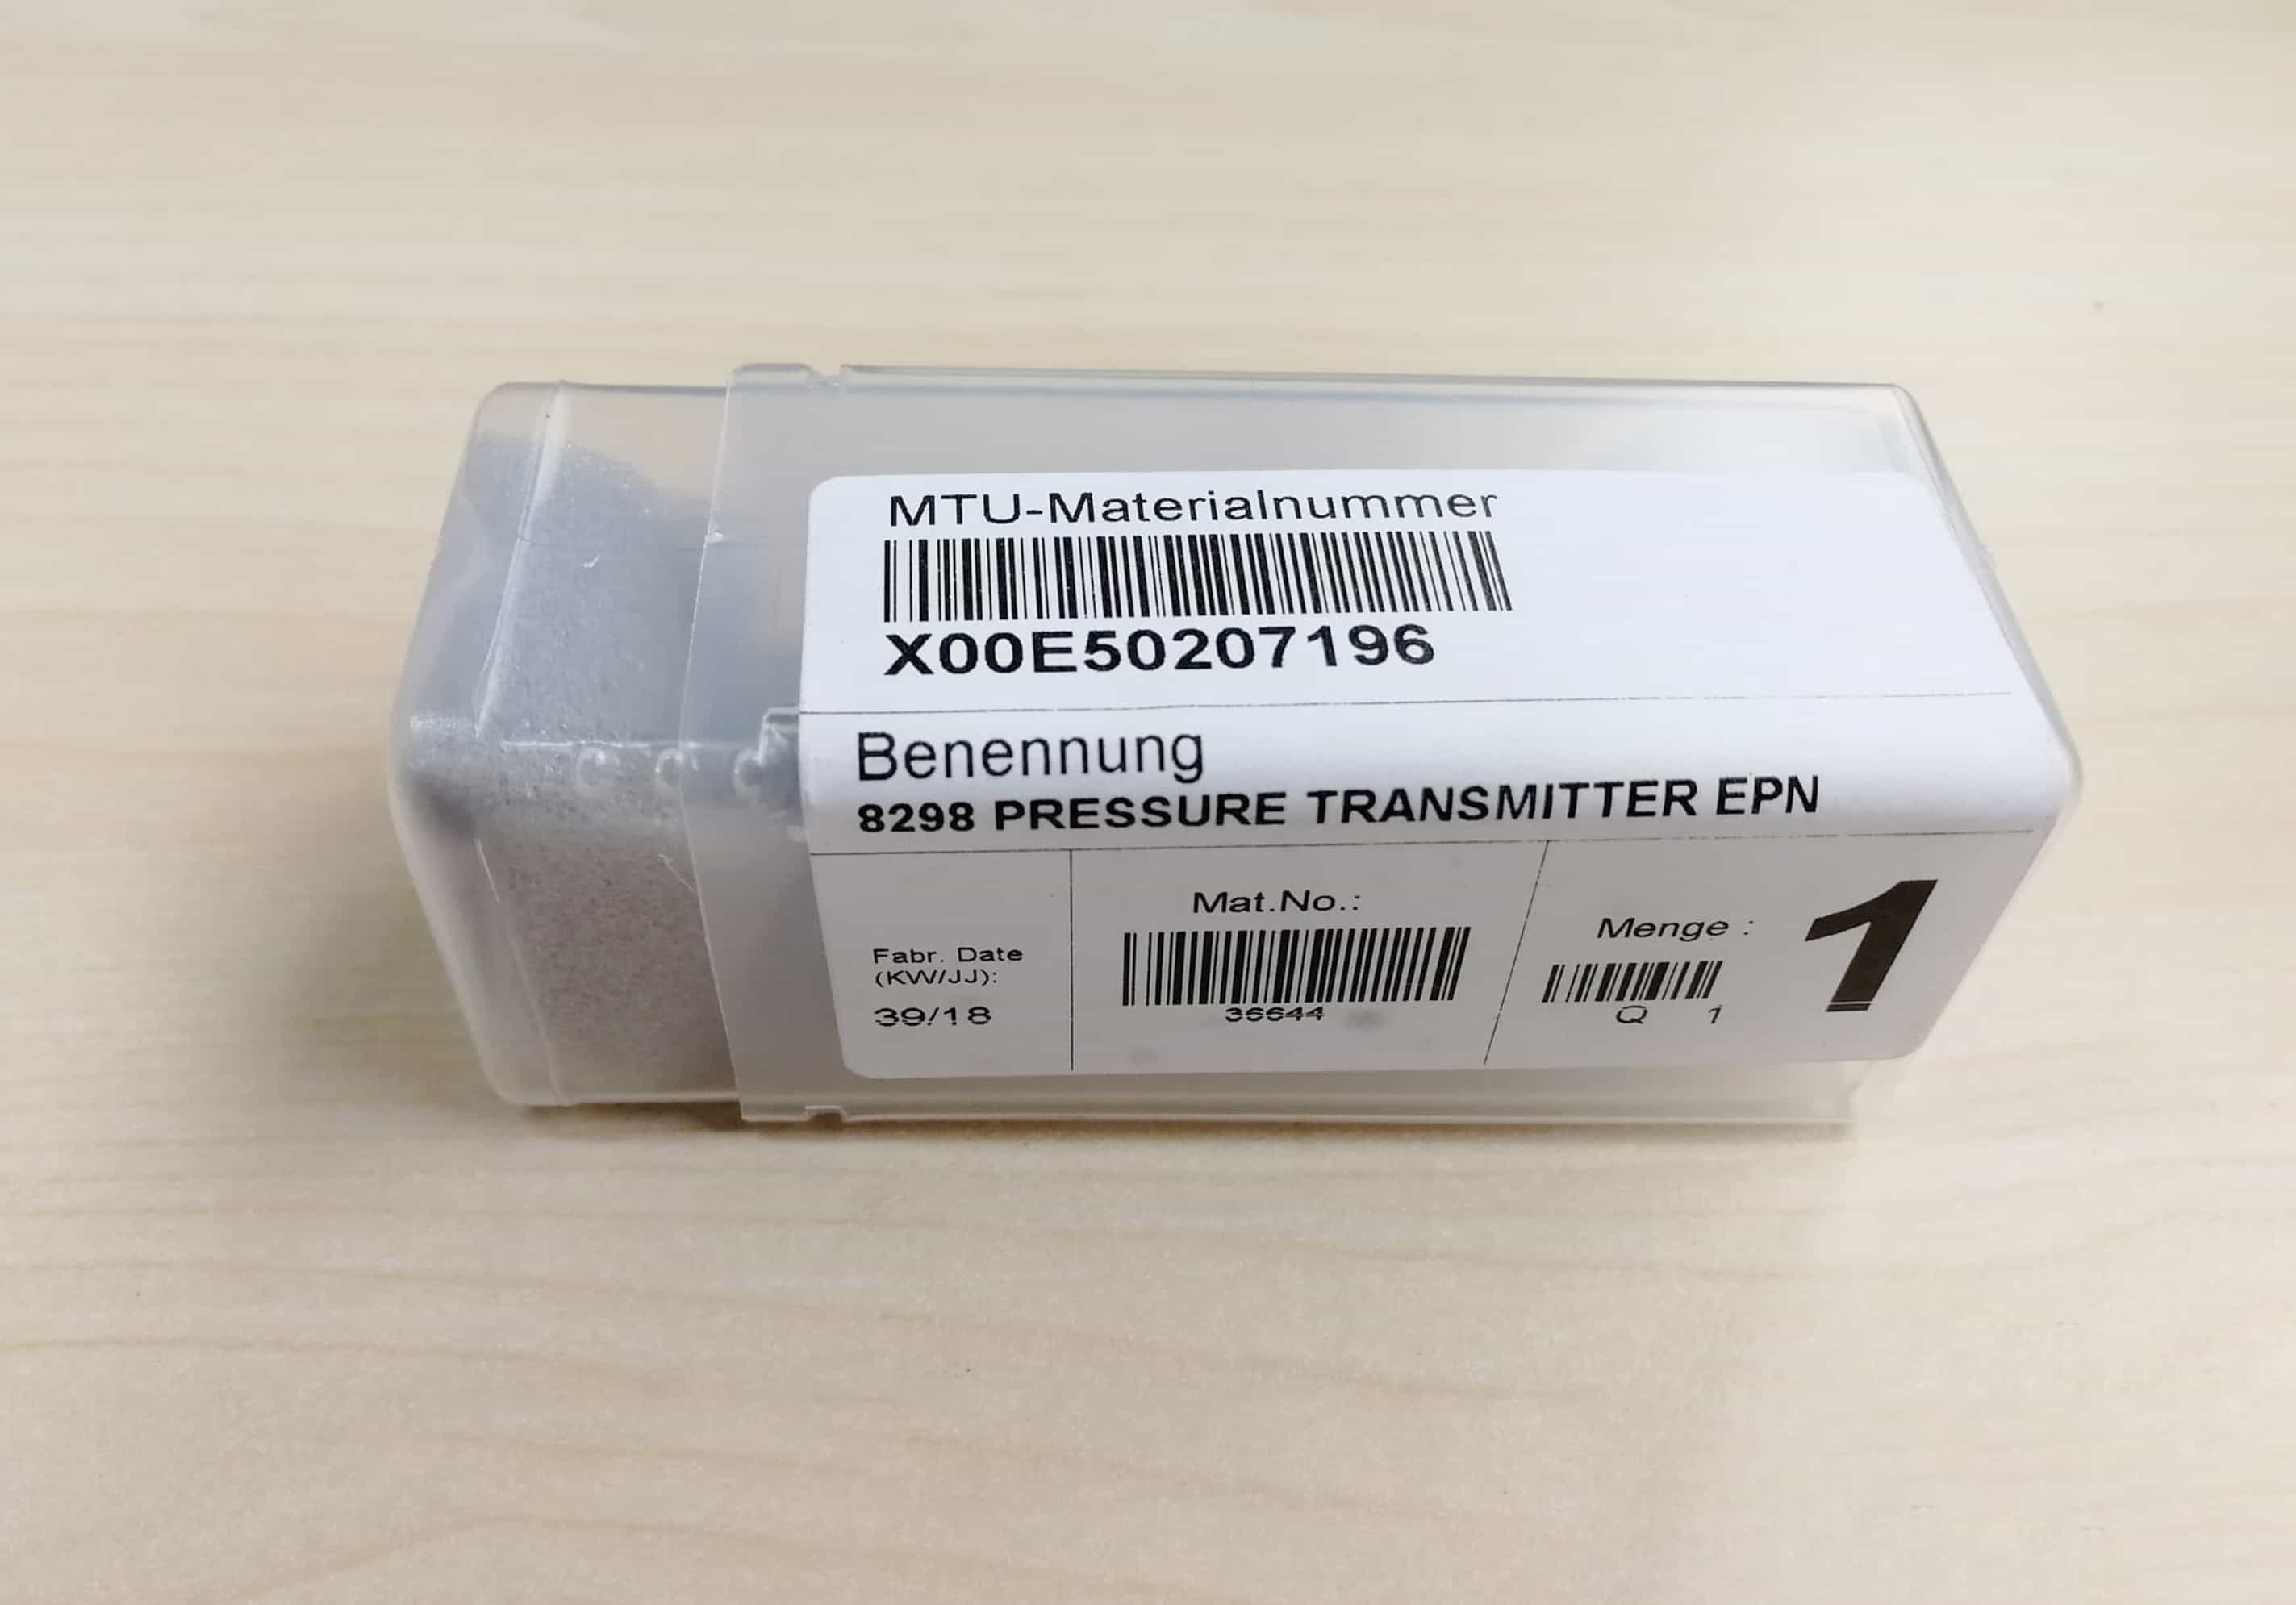 MTU-Materialnummer
X00E50207196
Benennung
8298 PRESSURE TRANSMITTER EPN
Fabr. Date
(KW/JJ):
39/18
Mat.No.:
36644
Menge :
Q 1
1